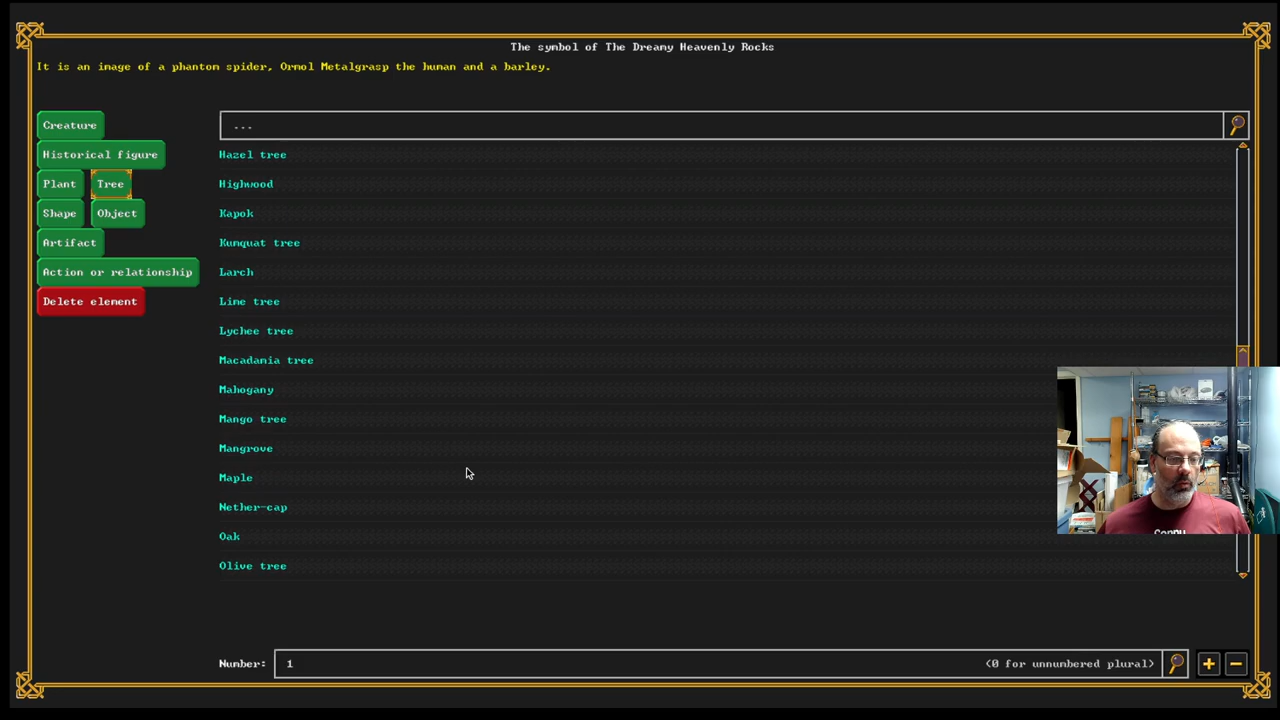 The symbol of The Dreamy Heavenly Rocks
It is an image of a phantom spider, Ormol Metalgrasp the human and a barley.
Creature
...
Historical figure
Hazel tree
Plant
Tree
Highwood
Shape
Object
Kapok
Artifact
Kumquat tree
Action or relationship
Larch
Delete element
Lime tree
Lychee tree
Macadamia tree
Mahogany
Mango tree
Mangrove
Maple
Nether-cap
Oak
Olive tree
Number:
1
(0 for unnumbered plural)
+
-